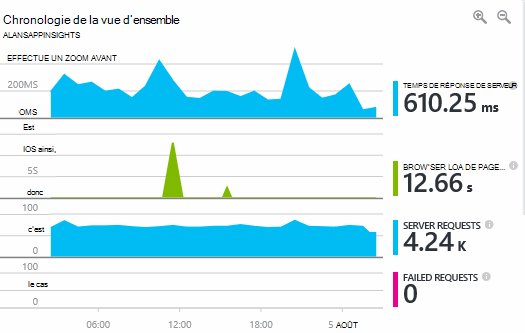 Chronologie de la vue d'ensemble
ALANSAPPINSIGHTS
EFFECTUE UN ZOOM AVANT
200MS
OMS
TEMPS DE RÉPONSE DE SERVEUR
610.25 ms
Est
IOS ainsi,
5S
donc
BROW'SER LOA DE PAGE...
12.66 s
100
c'est
0
SERVER REQUESTS
4.24 K
100
le cas
0
FAILED REQUESTS
0
06:00 12:00 18:00 5 AOÛT